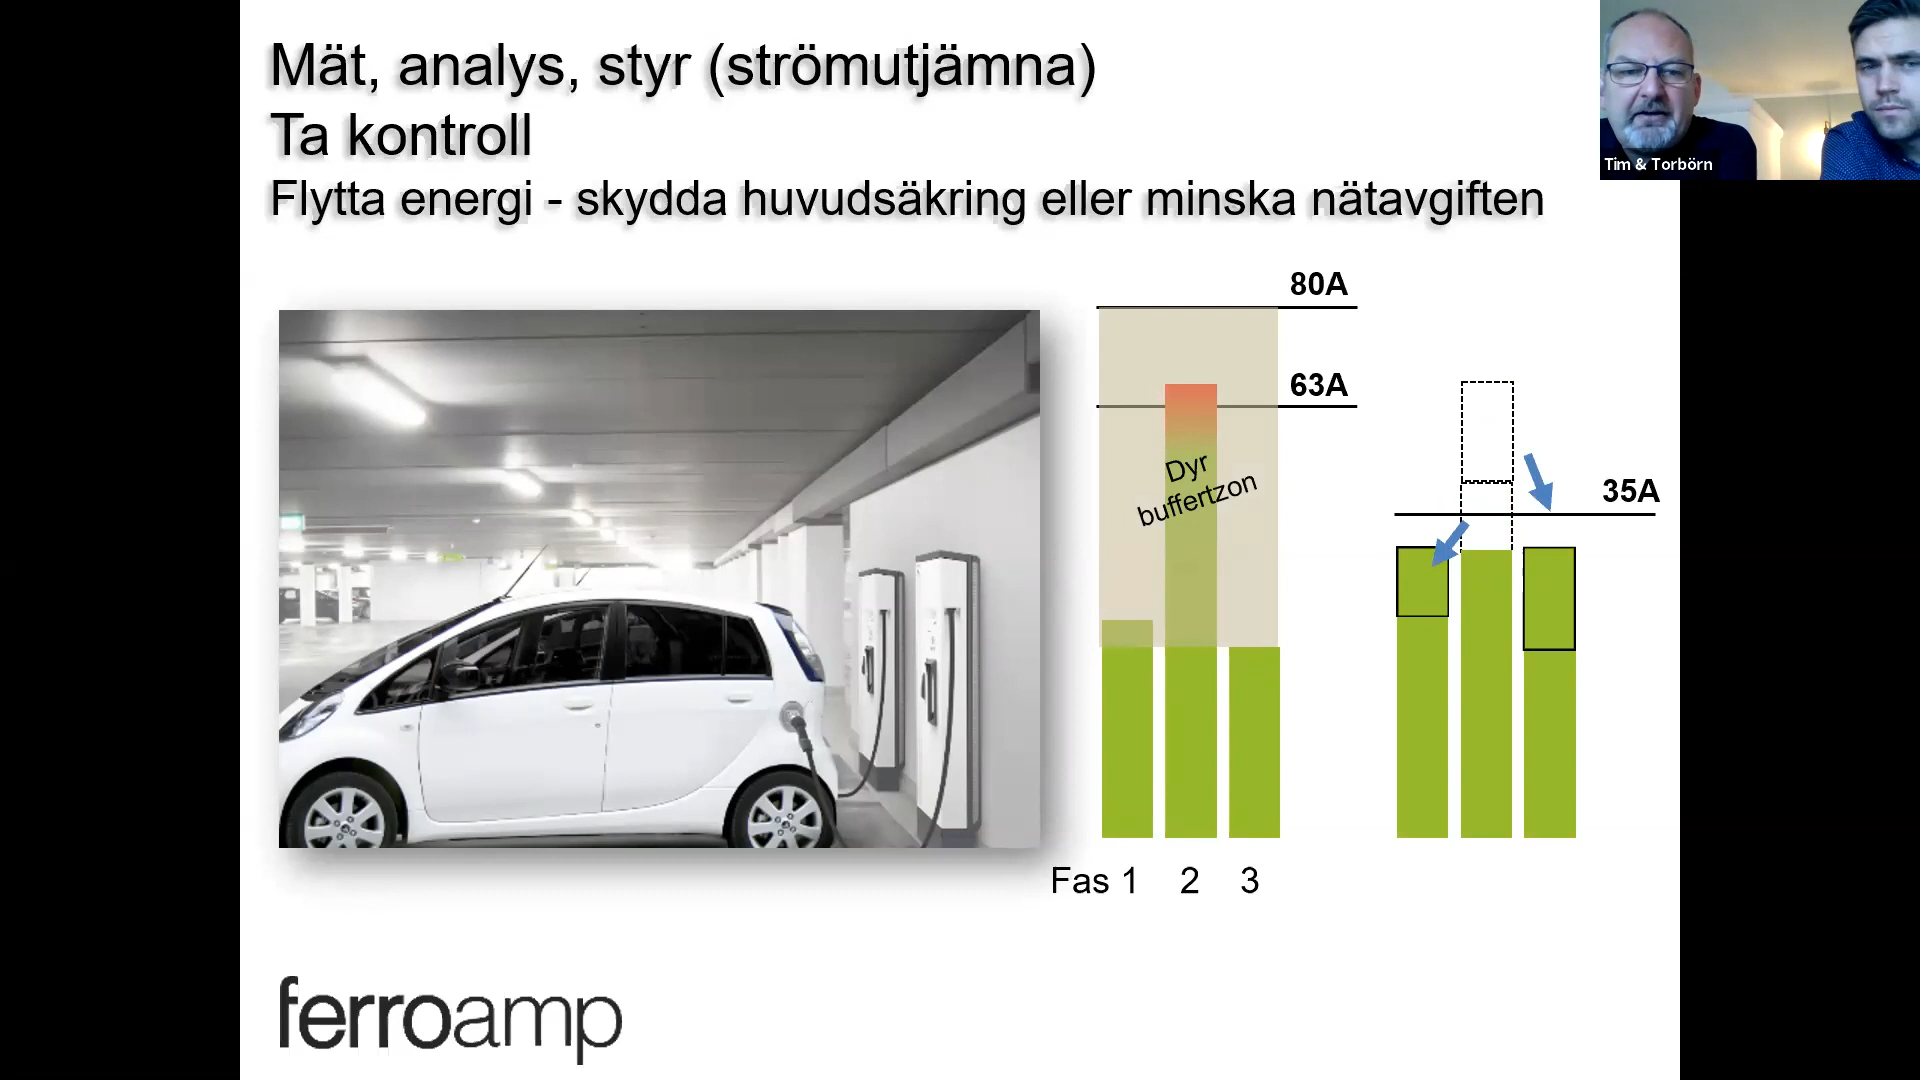 Mät, analys, styr (strömutjämna)
Ta kontroll
Flytta energi - skydda huvudsäkring eller minska nätavgiften
Tim & Torbörn
80A
63A
Dyr
buffertzon
35A
Fas 1 2 3
ferroamp